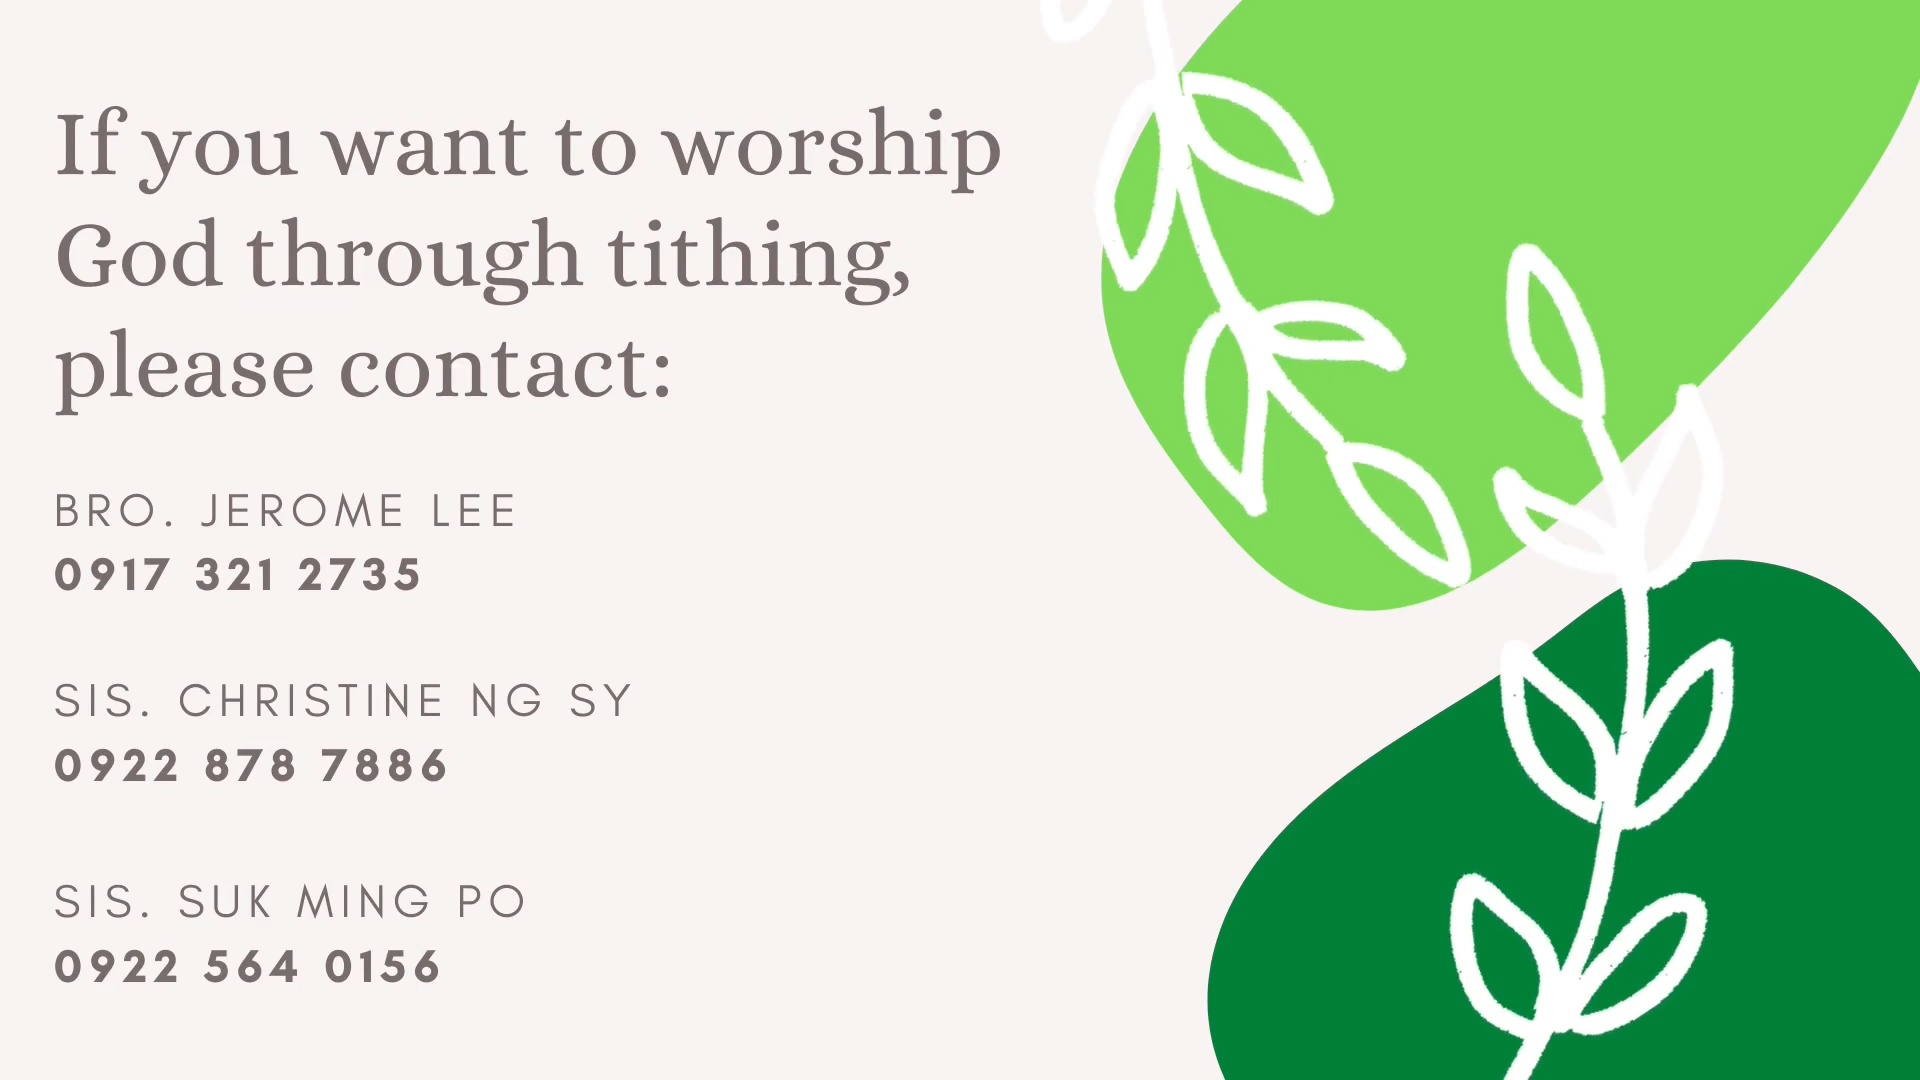 If you want to worship
God through tithing,
please contact:
BRO. JEROME LEE
0917 321 2735
SIS. CHRISTINE NG SY
0922 878 7886
SIS. SUK MING PO
0922 564 0156